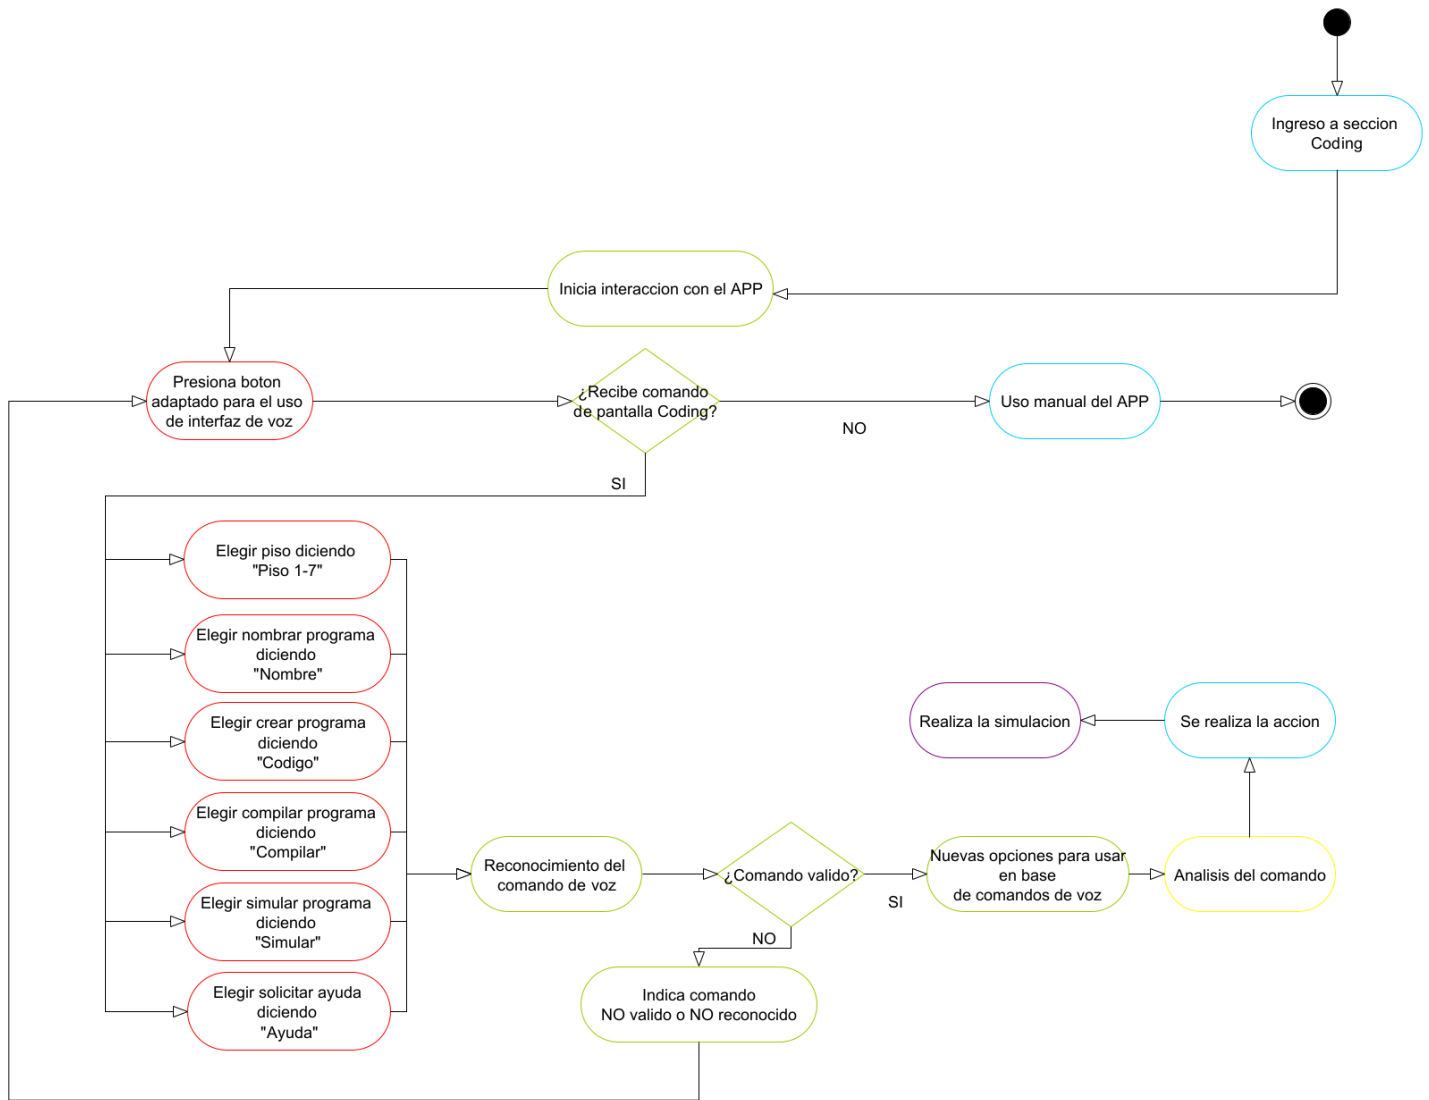 Ingreso a seccion
Coding
Inicia interaccion con el APP
Presiona boton
adaptado para el uso
de interfaz de voz
¿Recibe comando
de pantalla Coding?
NO
Uso manual del APP
SI
Elegir piso diciendo
"Piso 1-7"
Elegir nombrar programa
diciendo
"Nombre"
Elegir crear programa
diciendo
"Codigo"
Elegir compilar programa
diciendo
"Compilar"
Elegir simular programa
diciendo
"Simular"
Elegir solicitar ayuda
diciendo
"Ayuda"
Reconocimiento del
comando de voz
¿Comando valido?
NO
Indica comando
NO valido o NO reconocido
SI
Nuevas opciones para usar
en base
de comandos de voz
Analisis del comando
Se realiza la accion
Realiza la simulacion